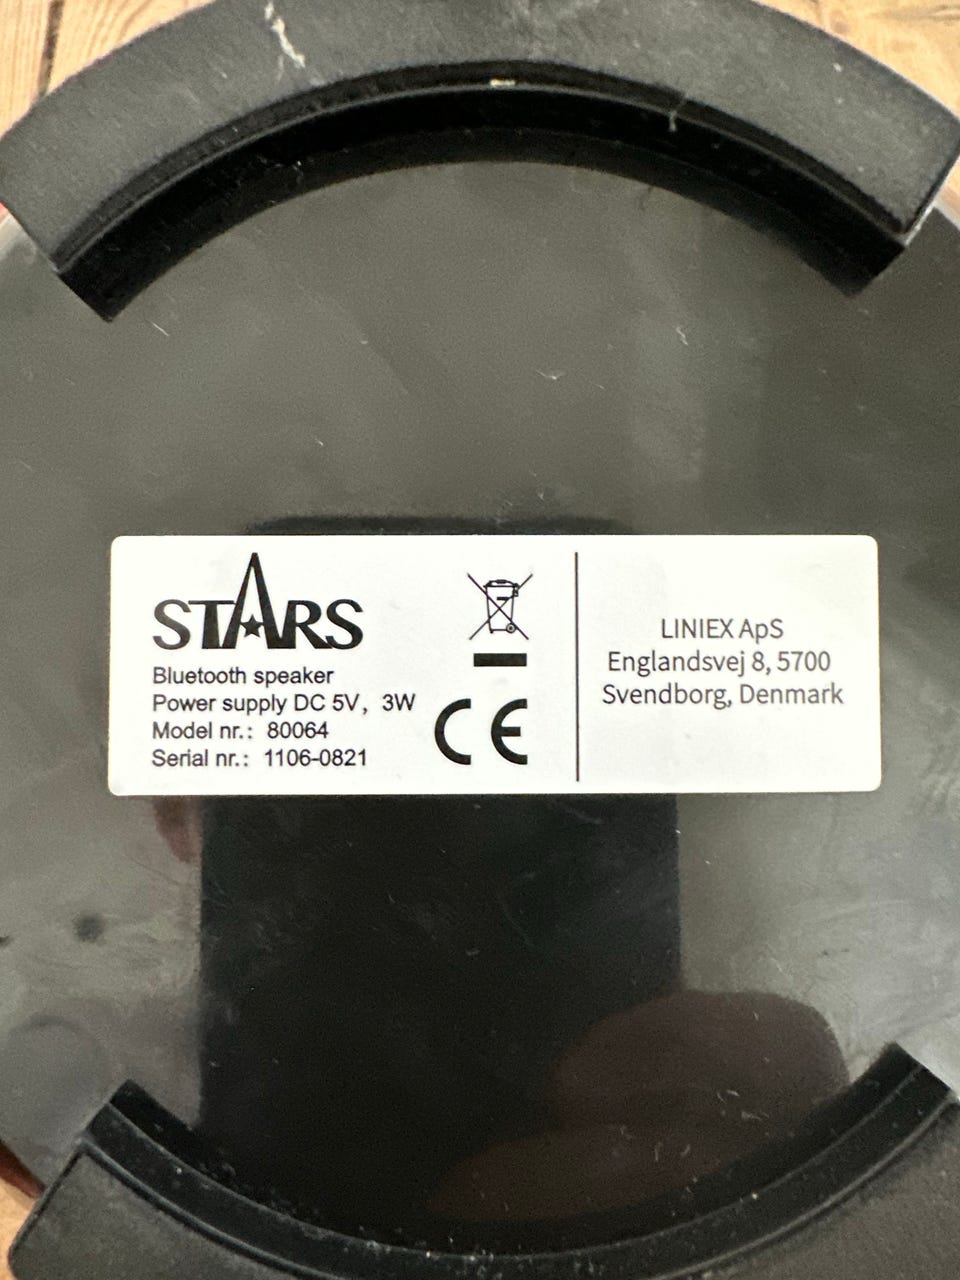 STARS
Bluetooth speaker
Power supply DC 5V, 3W
Model nr.: 80064
Serial nr.: 1106-0821
CE
LINIEX ApS
Englandsvej 8, 5700
Svendborg, Denmark